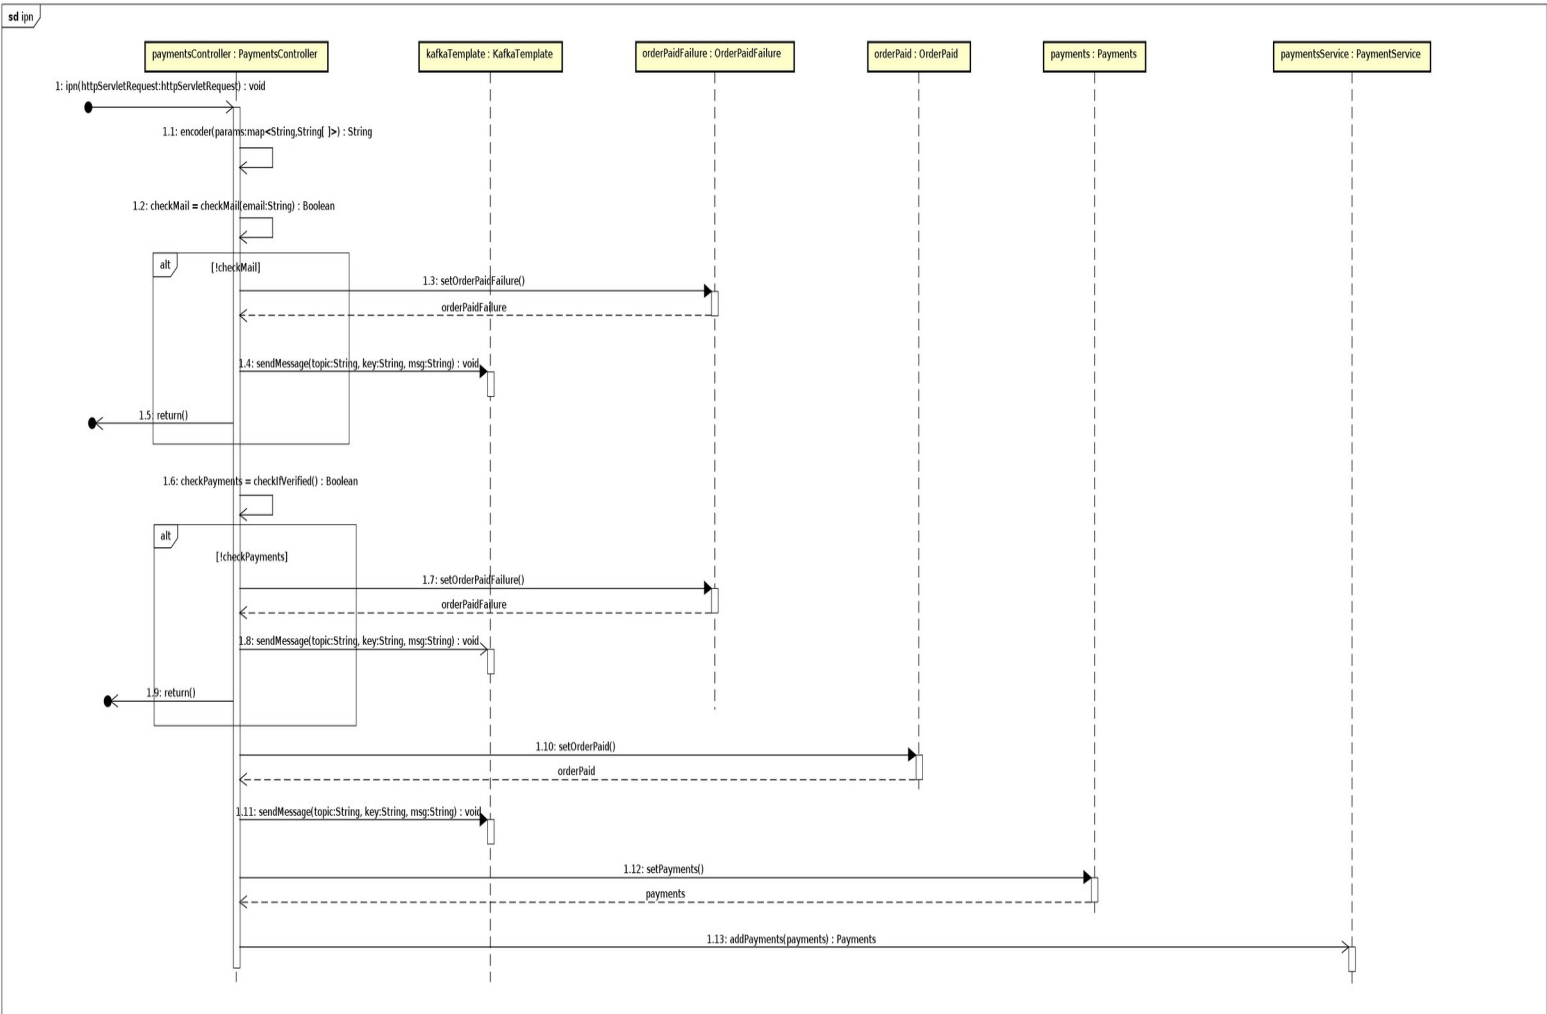 sd ipn
paymentsController : PaymentsController
kafkaTemplate : KafkaTemplate
orderPaidFailure : OrderPaidFailure
orderPaid : OrderPaid
payments : Payments
paymentsService : PaymentService
1: ipn(httpServletRequest:httpServletRequest) : void
1.1: encoder(params:map<String,String[ ]>) : String
1.2: checkMail = checkMail(email:String) : Boolean
alt
[!checkMail]
1.3: setOrderPaidFailure()
orderPaidFailure
1.4: sendMessage(topic:String, key:String, msg:String) : void
1.5: return()
1.6: checkPayments = checkIfVerified() : Boolean
alt
[!checkPayments]
1.7: setOrderPaidFailure()
orderPaidFailure
1.8: sendMessage(topic:String, key:String, msg:String) : void
1.9: return()
1.10: setOrderPaid()
orderPaid
1.11: sendMessage(topic:String, key:String, msg:String) : void
1.12: setPayments()
payments
1.13: addPayments(payments) : Payments